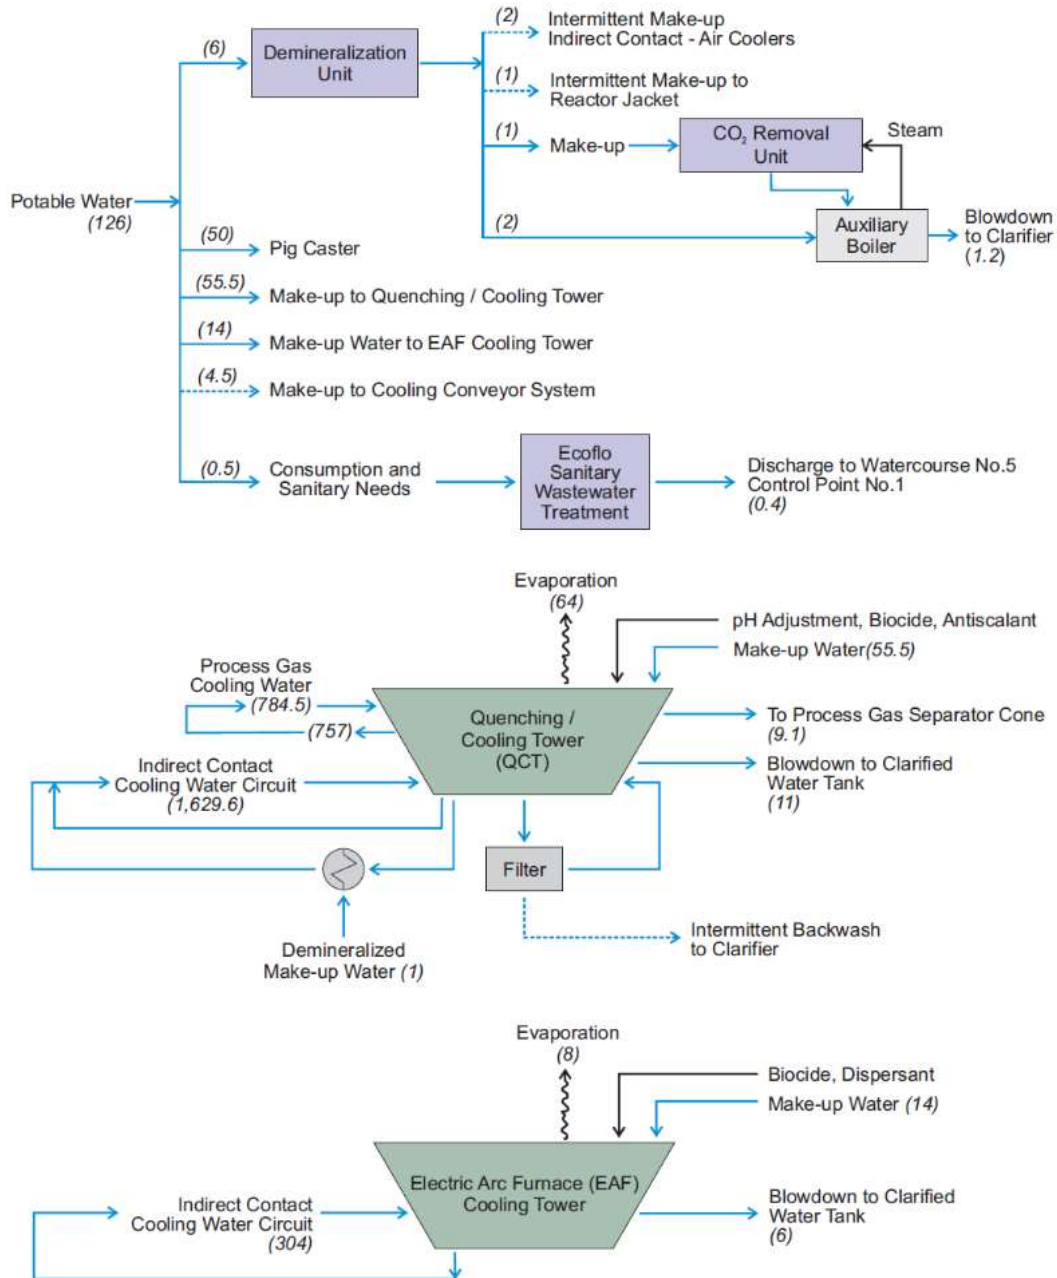 (2)
Intermittent Make-up
Indirect Contact - Air Coolers
(6)
Demineralization
Unit
(1)
Intermittent Make-up to
Reactor Jacket
(1)
Make-up
CO₂ Removal
Unit
Steam
Potable Water
(126)
(2)
Auxiliary
Boiler
Blowdown
to Clarifier
(1.2)
(50)
Pig Caster
(55.5)
Make-up to Quenching / Cooling Tower
(14)
Make-up Water to EAF Cooling Tower
(4.5)
Make-up to Cooling Conveyor System
(0.5)
Consumption and
Sanitary Needs
Ecoflo
Sanitary
Wastewater
Treatment
Discharge to Watercourse No.5
Control Point No.1
(0.4)
Evaporation
(64)
pH Adjustment, Biocide, Antiscalant
Make-up Water(55.5)
Process Gas
Cooling Water
(784.5)
(757)
Quenching /
Cooling Tower
(QCT)
To Process Gas Separator Cone
(9.1)
Indirect Contact
Cooling Water Circuit
(1,629.6)
Blowdown to Clarified
Water Tank
(11)
Filter
Intermittent Backwash
to Clarifier
Demineralized
Make-up Water (1)
Evaporation
(8)
Biocide, Dispersant
Make-up Water (14)
Electric Arc Furnace (EAF)
Cooling Tower
Indirect Contact
Cooling Water Circuit
(304)
Blowdown to Clarified
Water Tank
(6)